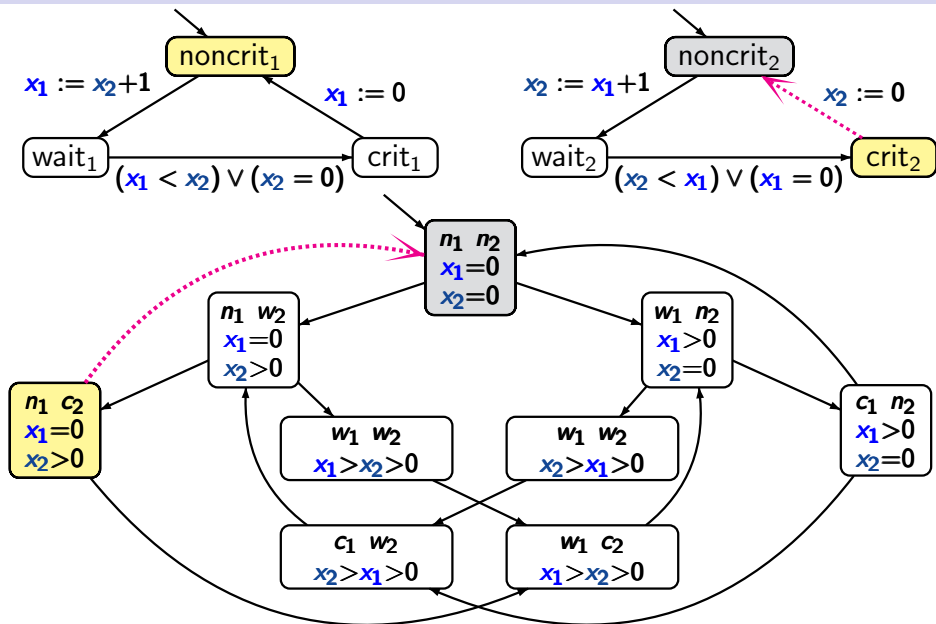 noncrit₁
x₁ := x₂+1
x₁ := 0
wait₁
crit₁
(x₁ < x₂) ∨ (x₂ = 0)
noncrit₂
x₂ := x₁+1
x₂ := 0
wait₂
crit₂
(x₂ < x₁) ∨ (x₁ = 0)
n₁ n₂
x₁=0
x₂=0
n₁ w₂
x₁=0
x₂>0
w₁ n₂
x₁>0
x₂=0
n₁ c₂
x₁=0
x₂>0
w₁ w₂
x₁>x₂>0
w₁ w₂
x₂>x₁>0
c₁ n₂
x₁>0
x₂=0
c₁ w₂
x₂>x₁>0
w₁ c₂
x₁>x₂>0